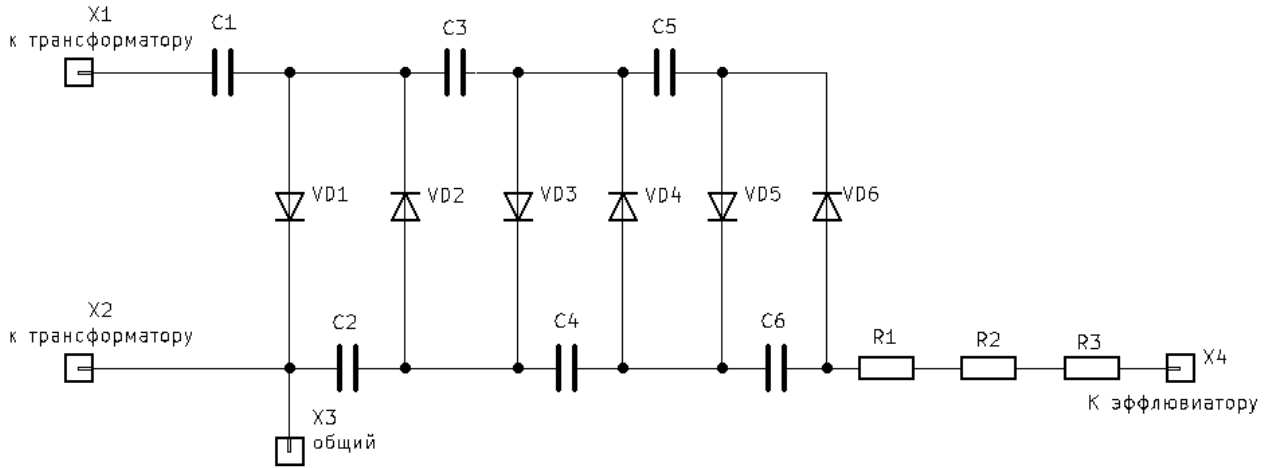 X1
к трансформатору
C1
C3
C5
VD1
VD2
VD3
VD4
VD5
VD6
X2
к трансформатору
C2
C4
C6
R1
R2
R3
X4
К эффлювиатору
X3
общий